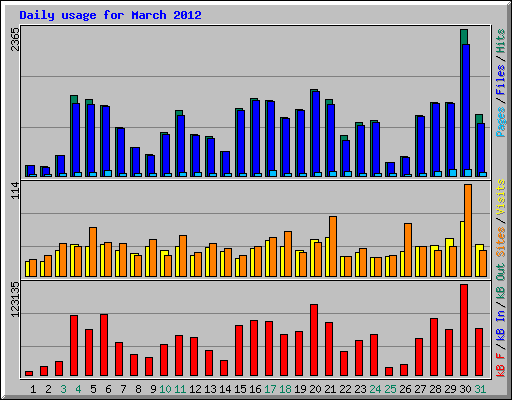 Daily usage for March 2012
2365
Pages / Files / Hits
114
Sites / Visits
123135
kB F / kB In / kB Out
1 2 3 4 5 6 7 8 9 10 11 12 13 14 15 16 17 18 19 20 21 22 23 24 25 26 27 28 29 30 31